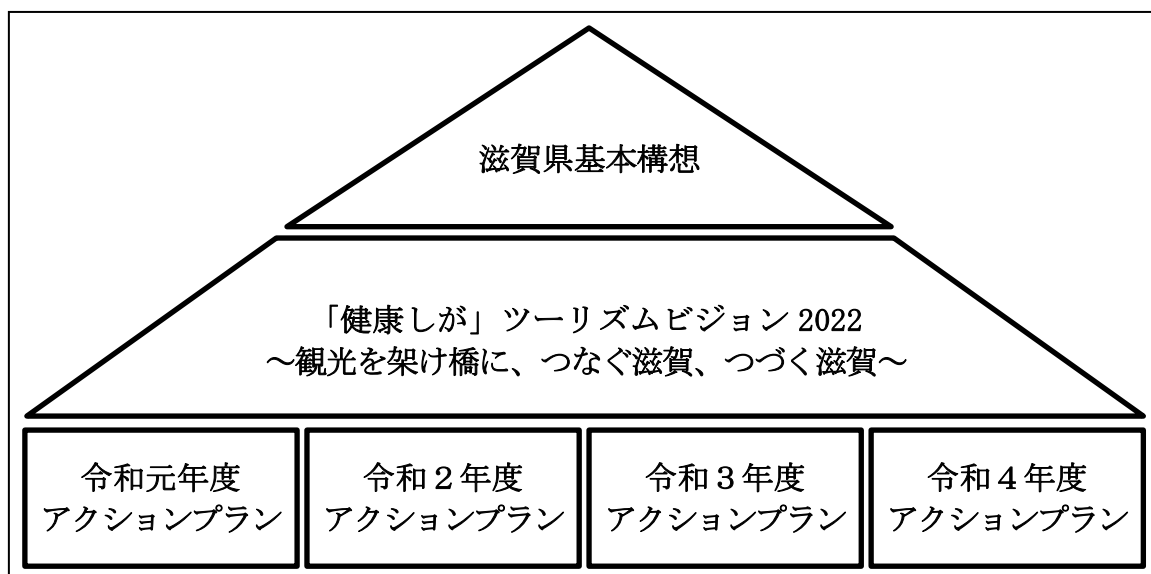 滋賀県基本構想
「健康しが」ツーリズムビジョン 2022
~観光を架け橋に、つなぐ滋賀、つづく滋賀~
令和元年度
アクションプラン
令和２年度
アクションプラン
令和３年度
アクションプラン
令和４年度
アクションプラン